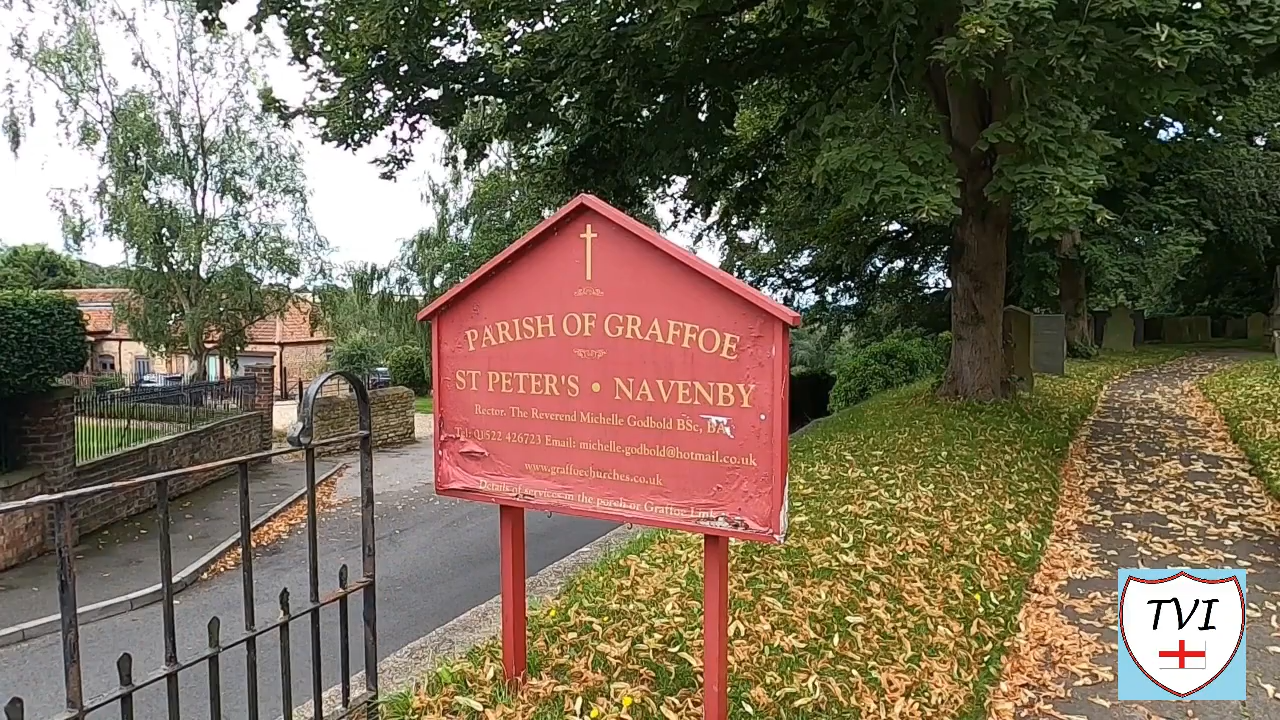 PARISH OF GRAFFOE
ST PETER'S • NAVENBY
Rector. The Reverend Michelle Godbold BSc, BA
Tel: 01522 426723 Email: michelle.godbold@hotmail.co.uk
www.graffoechurches.co.uk
Details of services in the porch or Graffoe Link
TVI